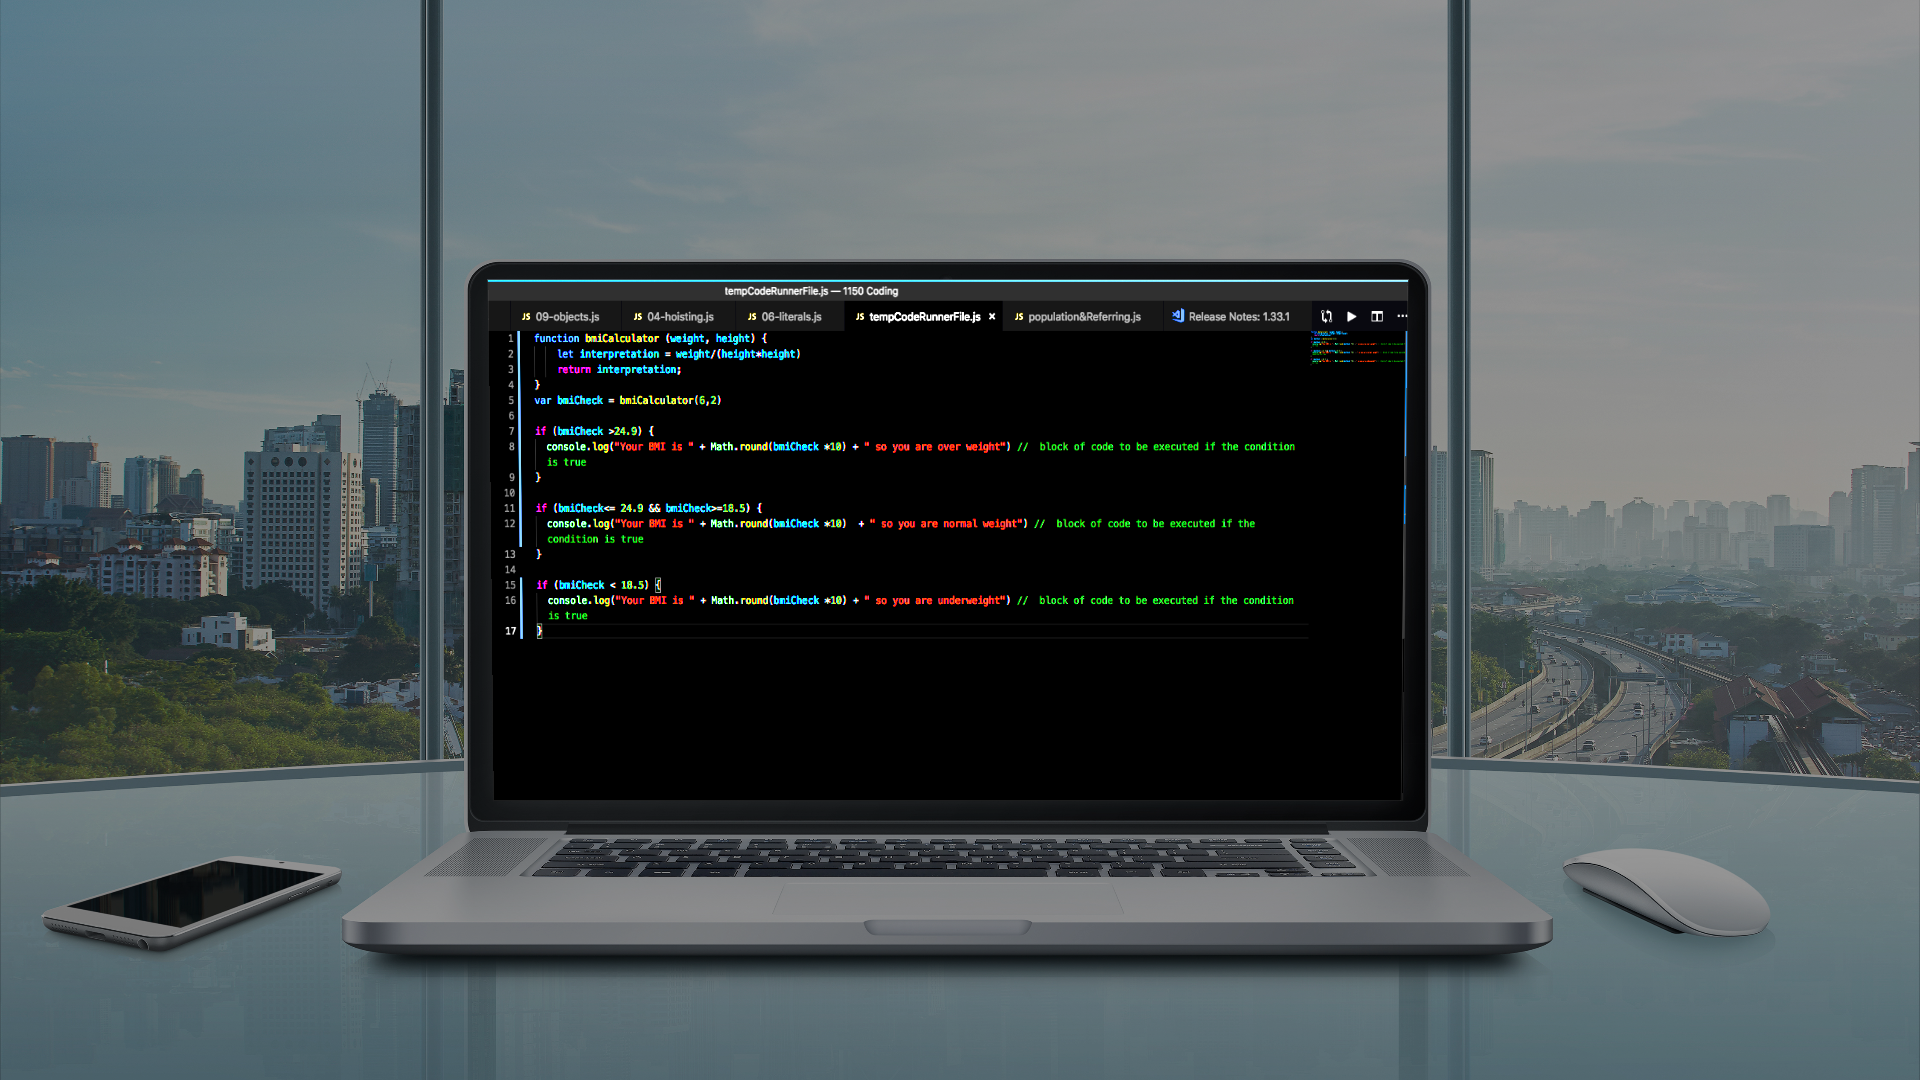 tempCodeRunnerFile.js — 1150 Coding
JS 09-objects.js JS 04-hoisting.js JS 06-literals.js JS tempCodeRunnerFile.js × JS population&Referring.js Release Notes: 1.33.1 ···
1 function bmiCalculator (weight, height) {
2 let interpretation = weight/(height*height)
3 return interpretation;
4 }
5 var bmiCheck = bmiCalculator(6,2)
6
7 if (bmiCheck >24.9) {
8 console.log("Your BMI is " + Math.round(bmiCheck *10) + " so you are over weight") // block of code to be executed if the condition
is true
9 }
10
11 if (bmiCheck<= 24.9 && bmiCheck>=18.5) {
12 console.log("Your BMI is " + Math.round(bmiCheck *10) + " so you are normal weight") // block of code to be executed if the
condition is true
13 }
14
15 if (bmiCheck < 18.5) {
16 console.log("Your BMI is " + Math.round(bmiCheck *10) + " so you are underweight") // block of code to be executed if the condition
is true
17 }